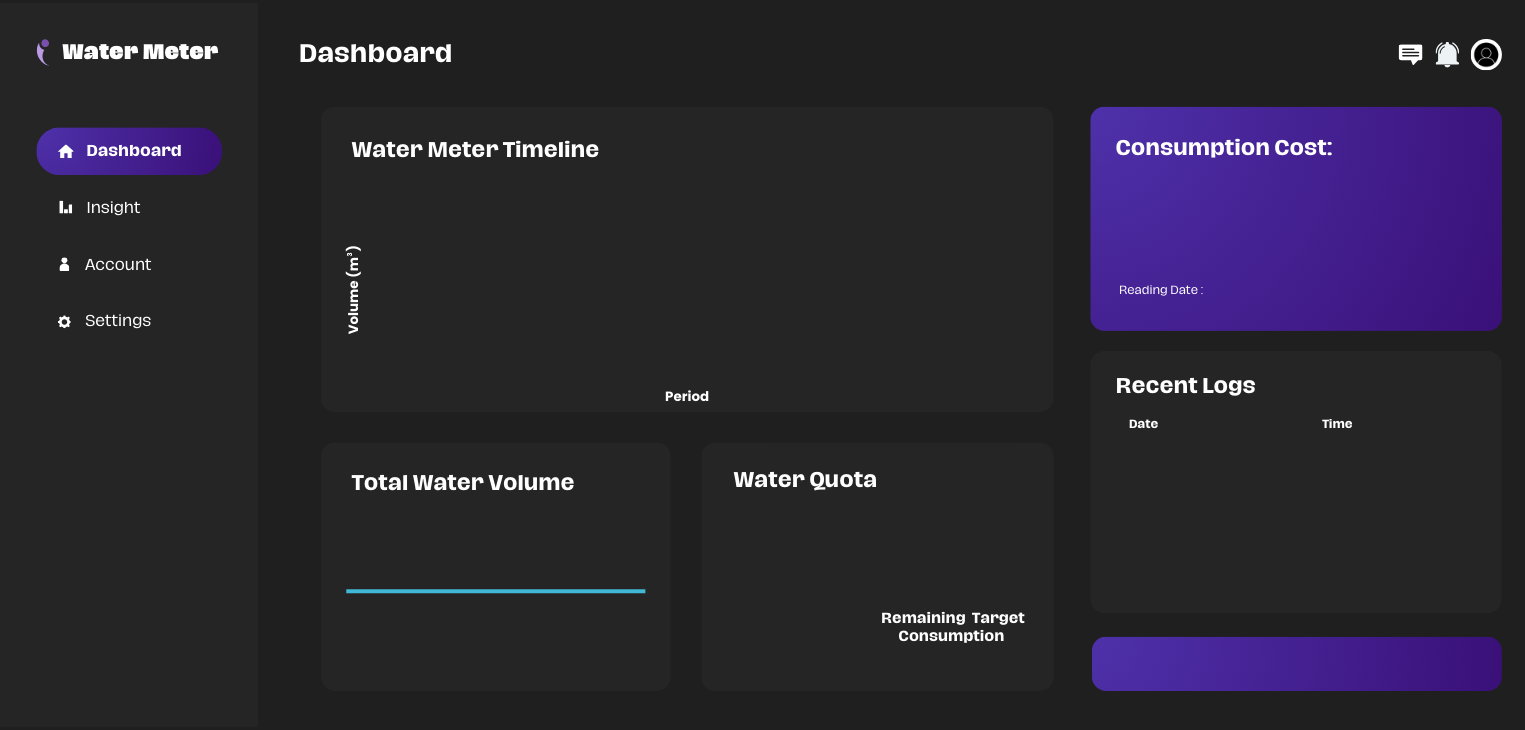 Water Meter
Dashboard
Insight
Account
Settings
Dashboard
Water Meter Timeline
Volume (m³)
Period
Total Water Volume
Water Quota
Remaining Target
Consumption
Consumption Cost:
Reading Date :
Recent Logs
Date Time